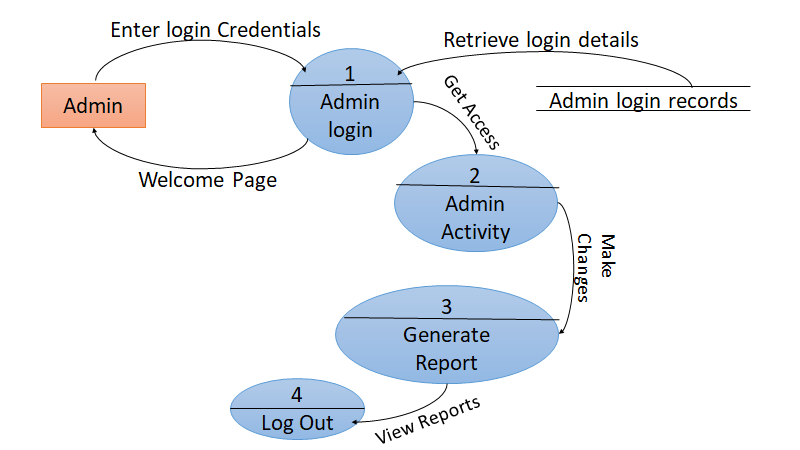 Enter login Credentials
Retrieve login details
1
Admin
login
Admin
Admin login records
Get Access
Welcome Page
2
Admin
Activity
Make
Changes
3
Generate
Report
4
Log Out
View Reports